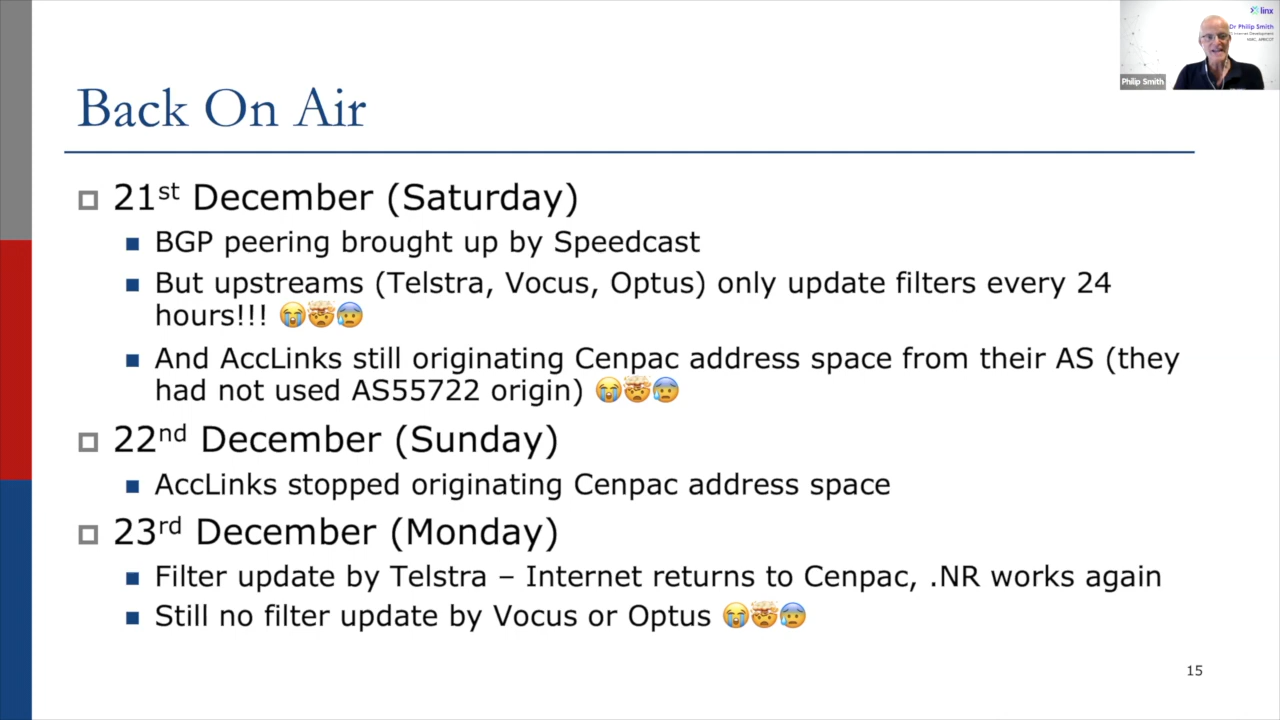 linx
Dr Philip Smith
Philip Smith
Back On Air
21st December (Saturday)
BGP peering brought up by Speedcast
But upstreams (Telstra, Vocus, Optus) only update filters every 24
hours!!! 😭🤯😰
And AccLinks still originating Cenpac address space from their AS (they
had not used AS55722 origin) 😭🤯😰
22nd December (Sunday)
AccLinks stopped originating Cenpac address space
23rd December (Monday)
Filter update by Telstra – Internet returns to Cenpac, .NR works again
Still no filter update by Vocus or Optus 😭🤯😰
15